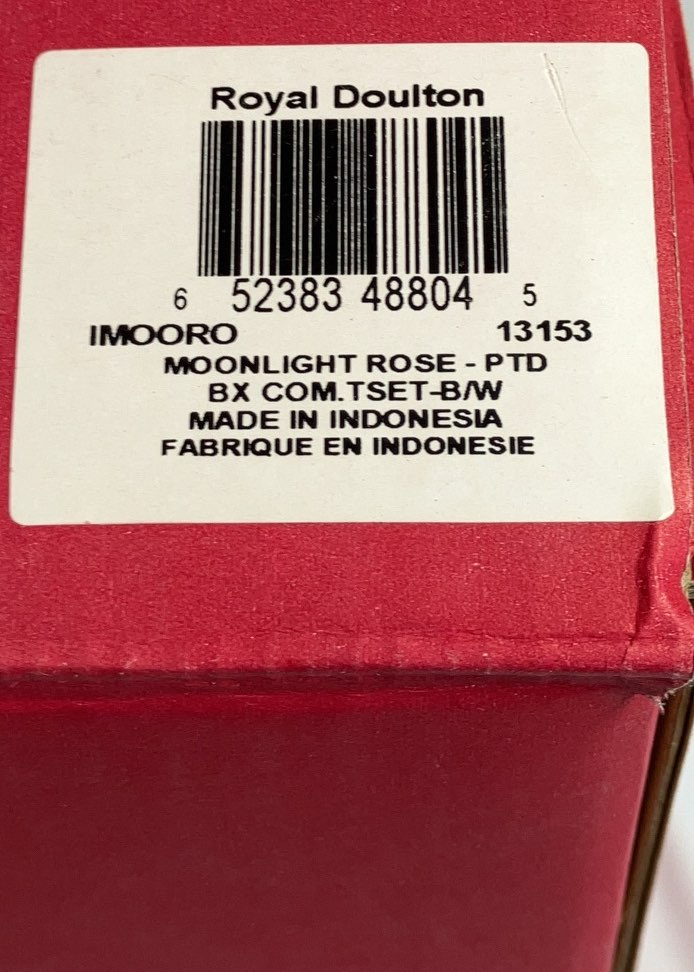 Royal Doulton
6 52383 48804 5
IMOORO 13153
MOONLIGHT ROSE - PTD
BX COM.TSET-B/W
MADE IN INDONESIA
FABRIQUE EN INDONESIE